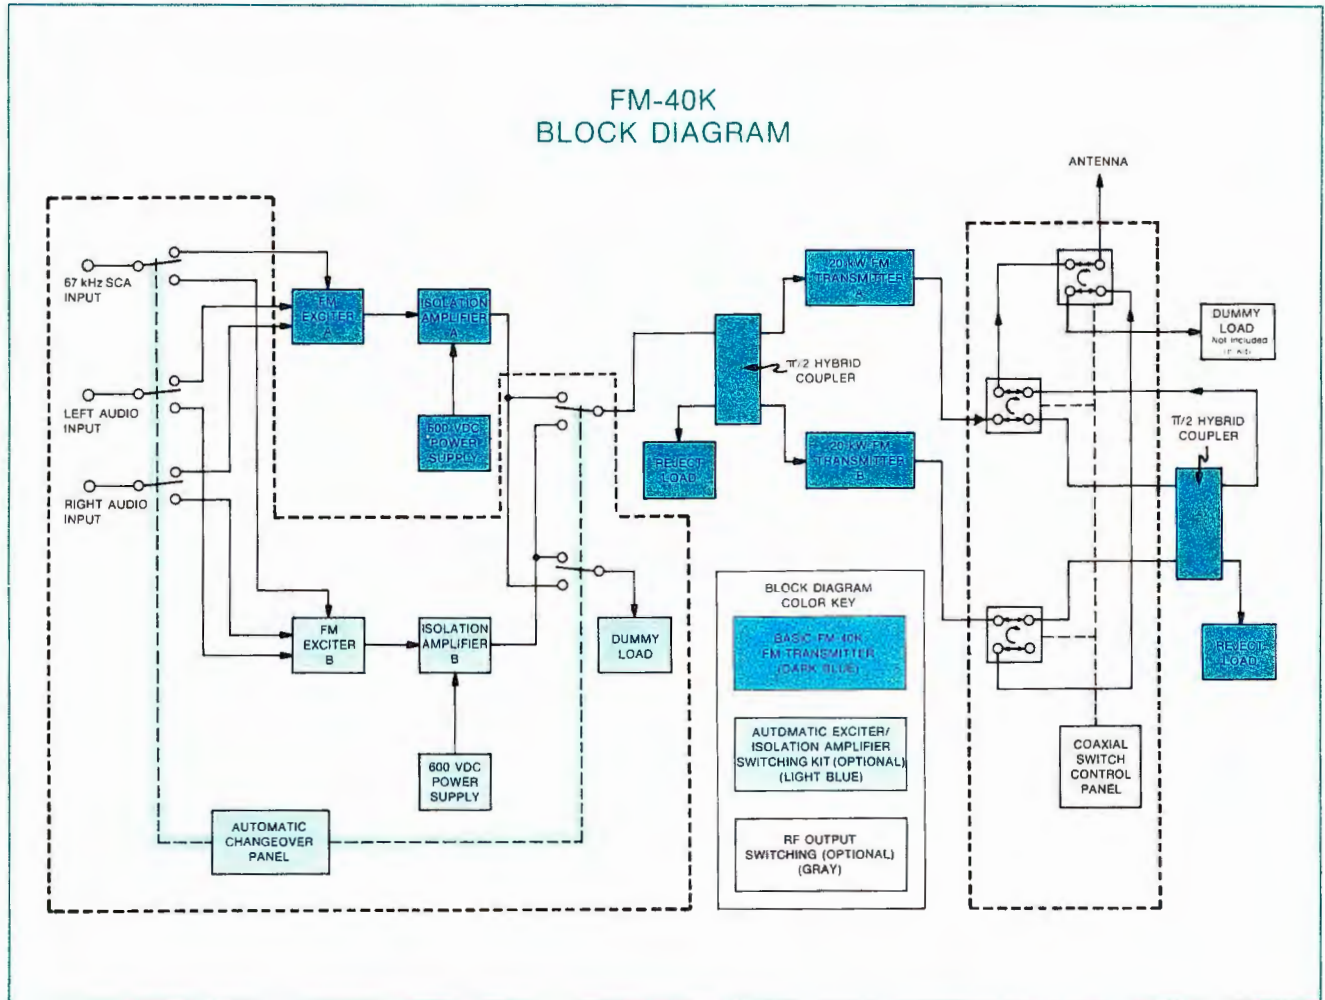 FM-40K
BLOCK DIAGRAM
ANTENNA
67 kHz SCA
INPUT
LEFT AUDIO
INPUT
RIGHT AUDIO
INPUT
FM
EXCITER
A
ISOLATION
AMPLIFIER
A
600 VDC
POWER
SUPPLY
REJECT
LOAD
π/2 HYBRID
COUPLER
20 kW FM
TRANSMITTER
A
20 kW FM
TRANSMITTER
B
DUMMY
LOAD
Not included
in kit
π/2 HYBRID
COUPLER
REJECT
LOAD
FM
EXCITER
B
ISOLATION
AMPLIFIER
B
600 VDC
POWER
SUPPLY
DUMMY
LOAD
AUTOMATIC
CHANGEOVER
PANEL
BLOCK DIAGRAM
COLOR KEY
BASIC FM-40K
FM TRANSMITTER
(DARK BLUE)
AUTOMATIC EXCITER/
ISOLATION AMPLIFIER
SWITCHING KIT (OPTIONAL)
(LIGHT BLUE)
RF OUTPUT
SWITCHING (OPTIONAL)
(GRAY)
COAXIAL
SWITCH
CONTROL
PANEL